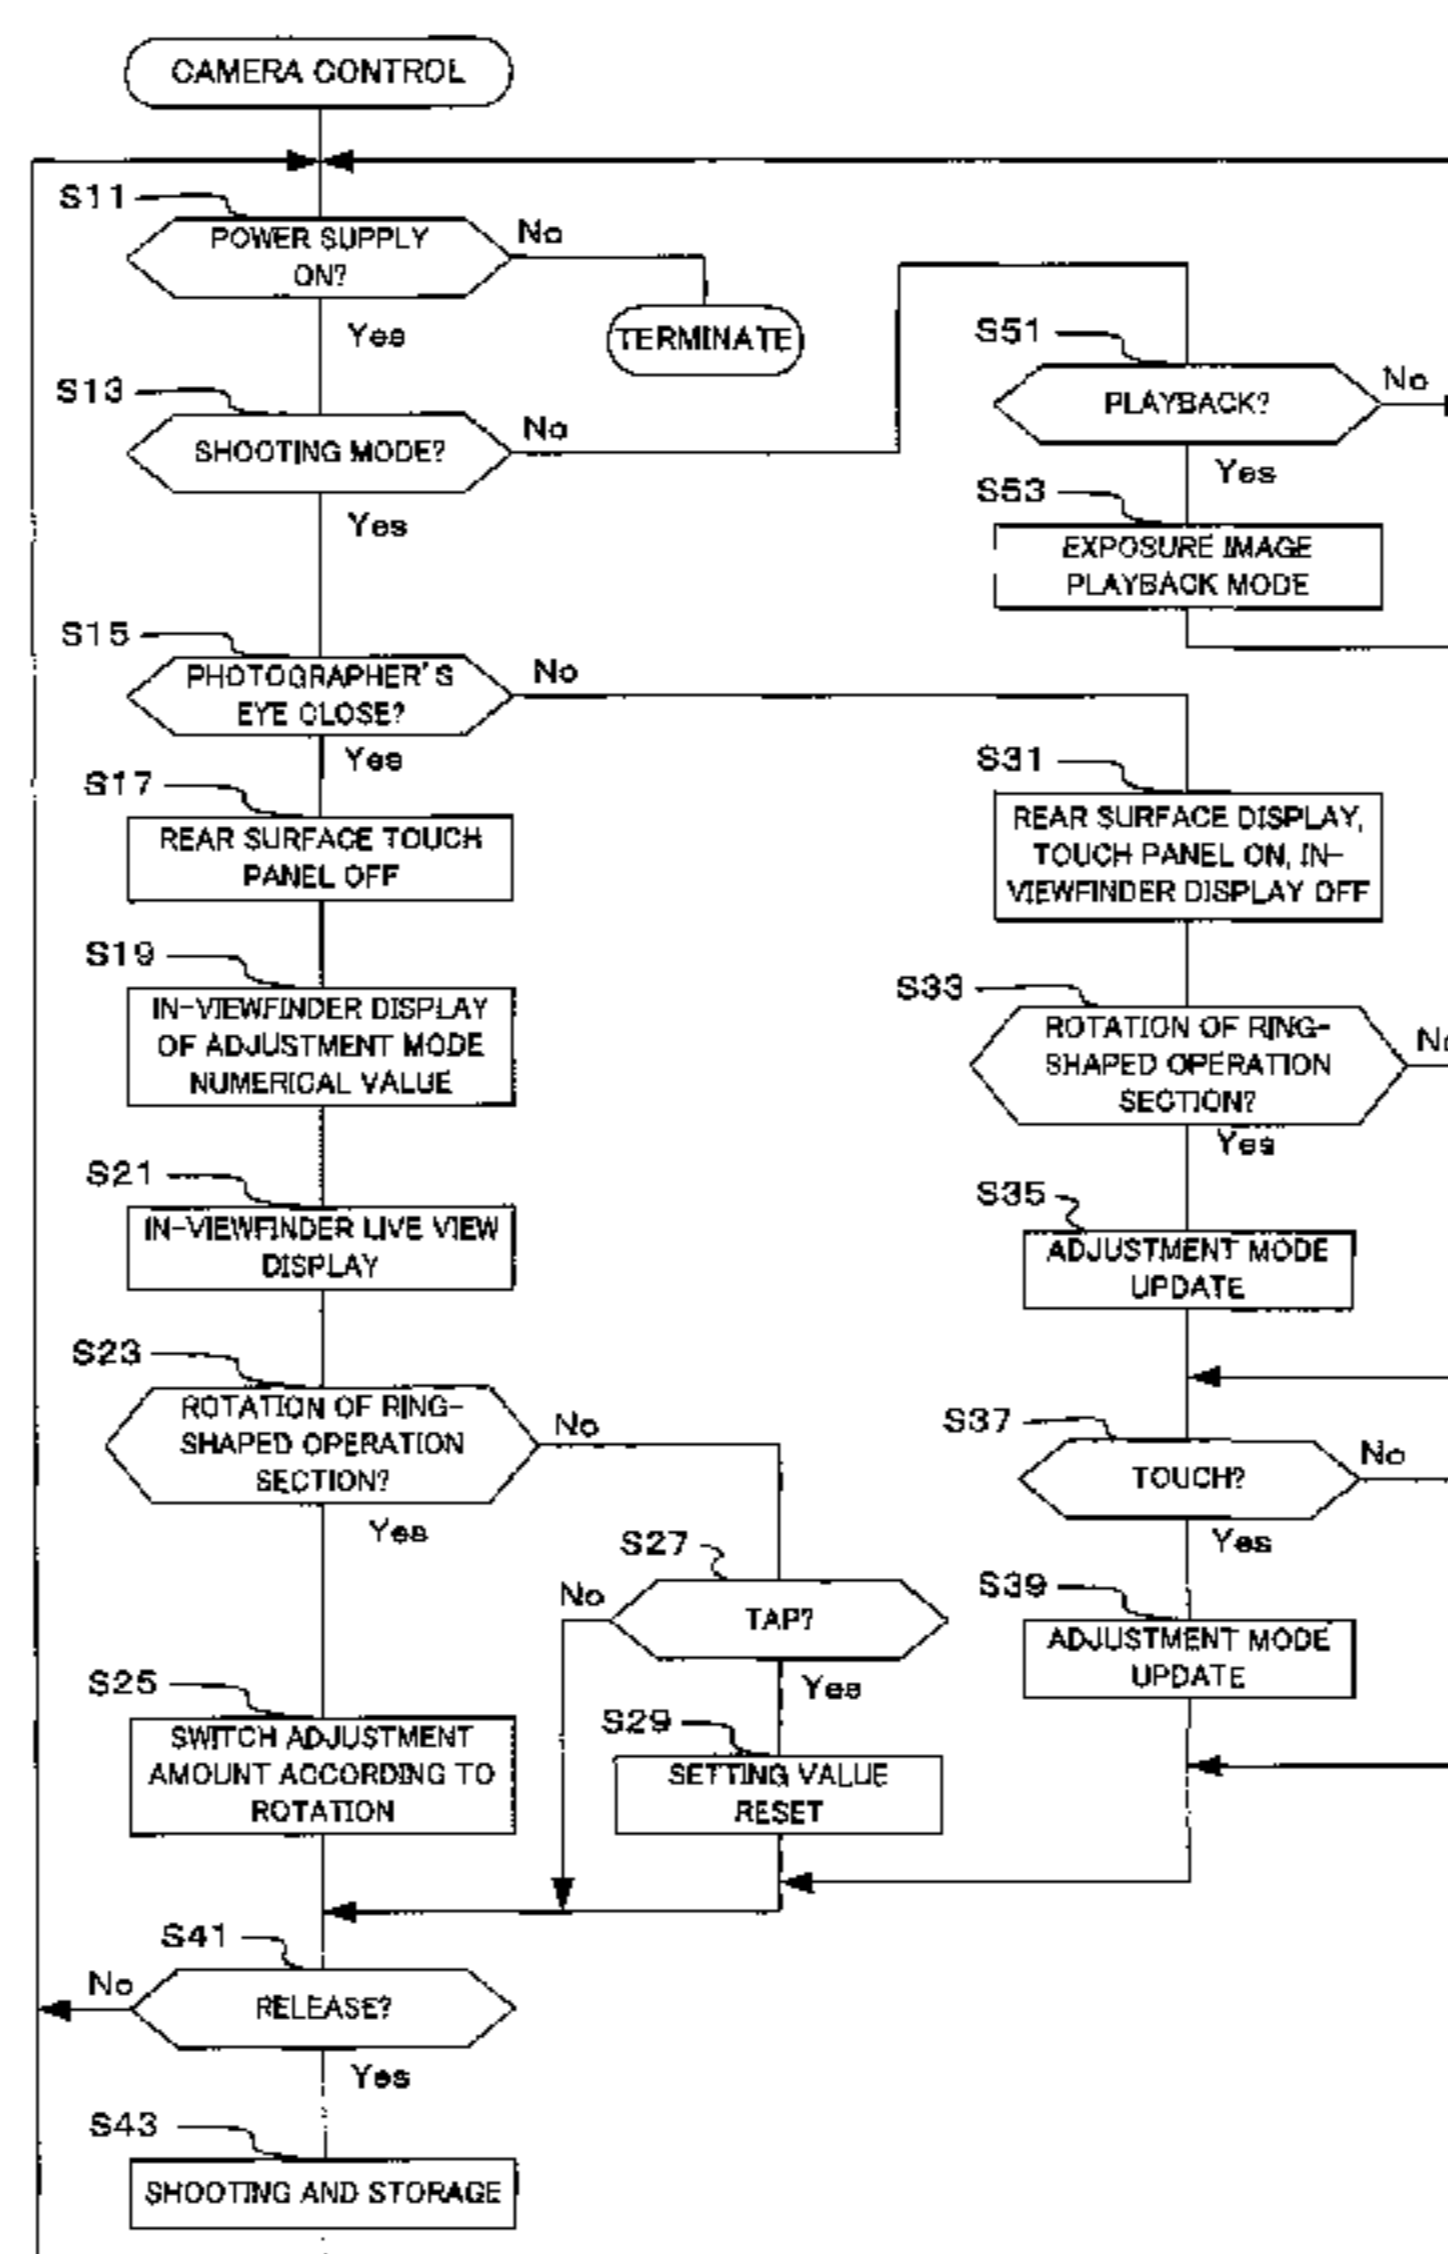 CAMERA CONTROL
S11
POWER SUPPLY
ON?
No
TERMINATE
Yes
S13
SHOOTING MODE?
No
Yes
S51
PLAYBACK?
No
Yes
S53
EXPOSURE IMAGE
PLAYBACK MODE
S15
PHOTOGRAPHER'S
EYE CLOSE?
No
Yes
S17
REAR SURFACE TOUCH
PANEL OFF
S19
IN-VIEWFINDER DISPLAY
OF ADJUSTMENT MODE
NUMERICAL VALUE
S21
IN-VIEWFINDER LIVE VIEW
DISPLAY
S23
ROTATION OF RING-
SHAPED OPERATION
SECTION?
No
Yes
S27
No
TAP?
Yes
S25
SWITCH ADJUSTMENT
AMOUNT ACCORDING TO
ROTATION
S29
SETTING VALUE
RESET
S31
REAR SURFACE DISPLAY,
TOUCH PANEL ON, IN-
VIEWFINDER DISPLAY OFF
S33
ROTATION OF RING-
SHAPED OPERATION
SECTION?
No
Yes
S35
ADJUSTMENT MODE
UPDATE
S37
TOUCH?
No
Yes
S39
ADJUSTMENT MODE
UPDATE
S41
No
RELEASE?
Yes
S43
SHOOTING AND STORAGE